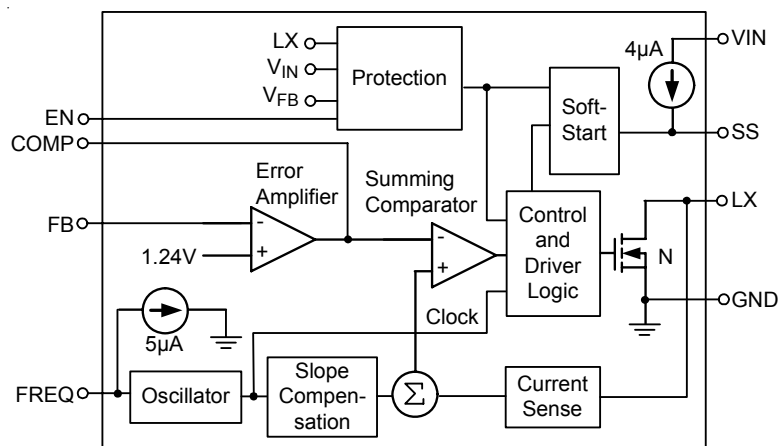 LX
VIN
VFB
EN
COMP
Protection
Soft-
Start
4µA
VIN
SS
LX
GND
Error
Amplifier
Summing
Comparator
Control
and
Driver
Logic
N
FB
-
+
1.24V
-
+
Clock
5µA
FREQ
Oscillator
Slope
Compen-
sation
Σ
Current
Sense